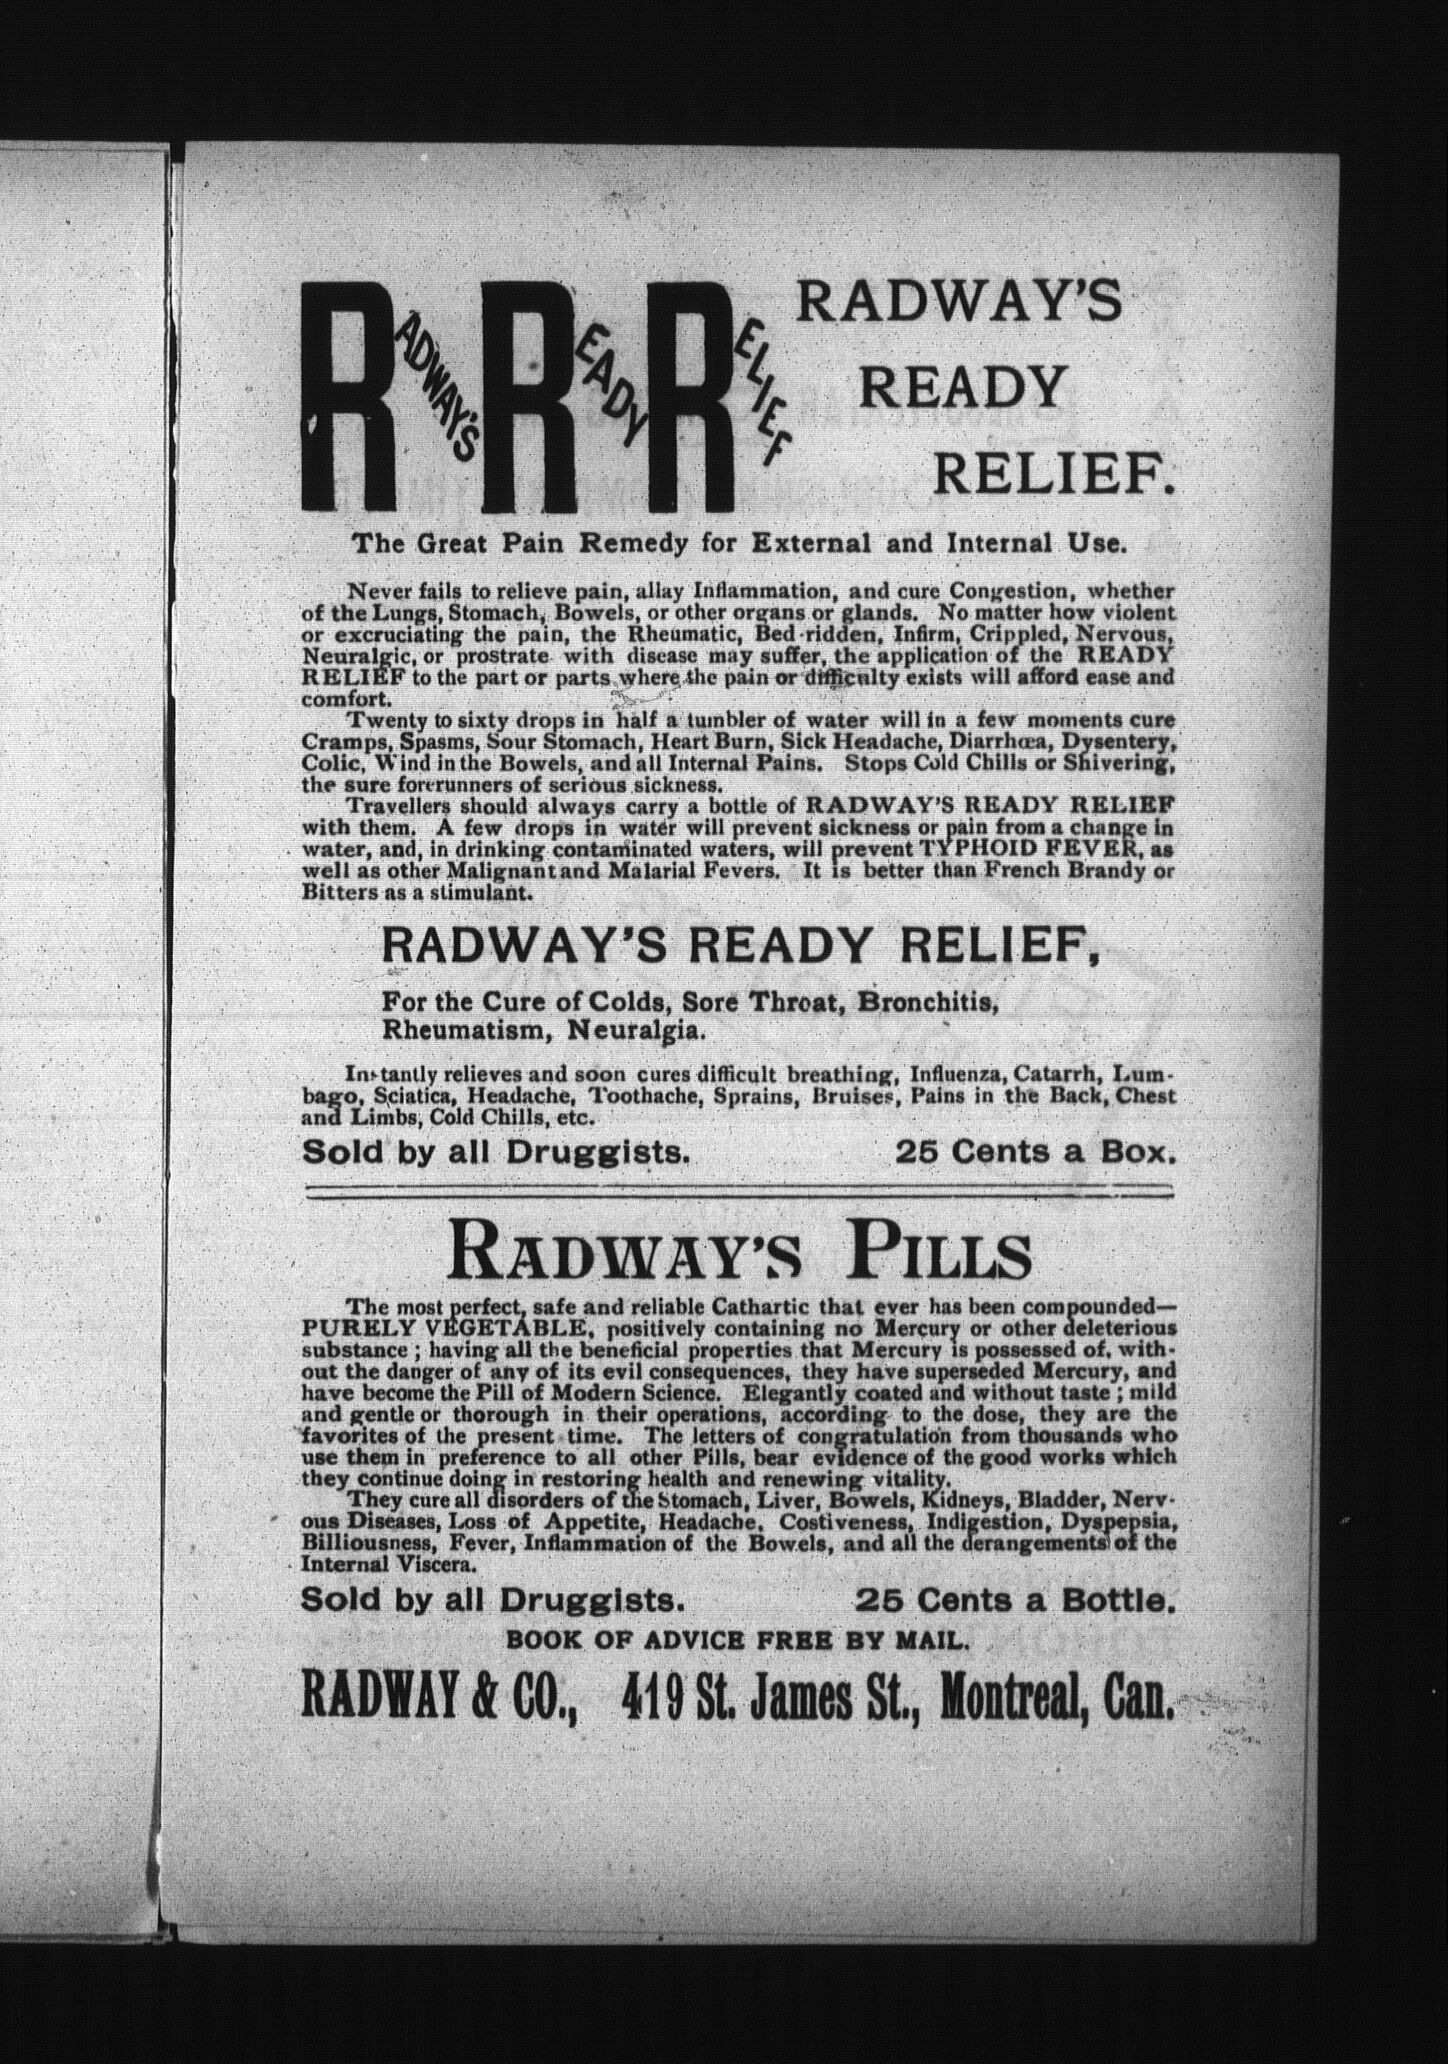 RADWAY'S READY RELIEF
RADWAY'S
READY
RELIEF.
The Great Pain Remedy for External and Internal Use.
Never fails to relieve pain, allay Inflammation, and cure Congestion, whether
of the Lungs, Stomach, Bowels, or other organs or glands. No matter how violent
or excruciating the pain, the Rheumatic, Bed-ridden, Infirm, Crippled, Nervous,
Neuralgic, or prostrate with disease may suffer, the application of the READY
RELIEF to the part or parts where the pain or difficulty exists will afford ease and
comfort.
Twenty to sixty drops in half a tumbler of water will in a few moments cure
Cramps, Spasms, Sour Stomach, Heart Burn, Sick Headache, Diarrhœa, Dysentery,
Colic, Wind in the Bowels, and all Internal Pains. Stops Cold Chills or Shivering,
the sure forerunners of serious sickness.
Travellers should always carry a bottle of RADWAY'S READY RELIEF
with them. A few drops in water will prevent sickness or pain from a change in
water, and, in drinking contaminated waters, will prevent TYPHOID FEVER, as
well as other Malignant and Malarial Fevers. It is better than French Brandy or
Bitters as a stimulant.
RADWAY'S READY RELIEF,
For the Cure of Colds, Sore Throat, Bronchitis,
Rheumatism, Neuralgia.
Instantly relieves and soon cures difficult breathing, Influenza, Catarrh, Lum-
bago, Sciatica, Headache, Toothache, Sprains, Bruises, Pains in the Back, Chest
and Limbs, Cold Chills, etc.
Sold by all Druggists. 25 Cents a Box.
RADWAY'S PILLS
The most perfect, safe and reliable Cathartic that ever has been compounded—
PURELY VEGETABLE, positively containing no Mercury or other deleterious
substance; having all the beneficial properties that Mercury is possessed of, with-
out the danger of any of its evil consequences, they have superseded Mercury, and
have become the Pill of Modern Science. Elegantly coated and without taste; mild
and gentle or thorough in their operations, according to the dose, they are the
favorites of the present time. The letters of congratulation from thousands who
use them in preference to all other Pills, bear evidence of the good works which
they continue doing in restoring health and renewing vitality.
They cure all disorders of the Stomach, Liver, Bowels, Kidneys, Bladder, Nerv-
ous Diseases, Loss of Appetite, Headache, Costiveness, Indigestion, Dyspepsia,
Billiousness, Fever, Inflammation of the Bowels, and all the derangements of the
Internal Viscera.
Sold by all Druggists. 25 Cents a Bottle.
BOOK OF ADVICE FREE BY MAIL.
RADWAY & CO., 419 St. James St., Montreal, Can.